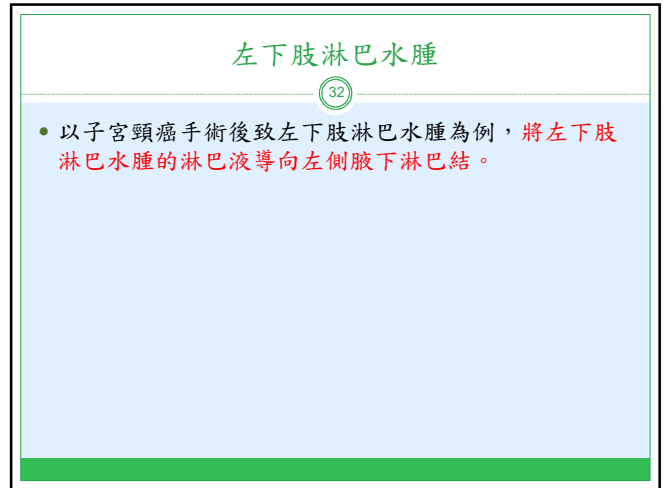 左下肢淋巴水腫
32
• 以子宮頸癌手術後致左下肢淋巴水腫為例，將左下肢
淋巴水腫的淋巴液導向左側腋下淋巴結。